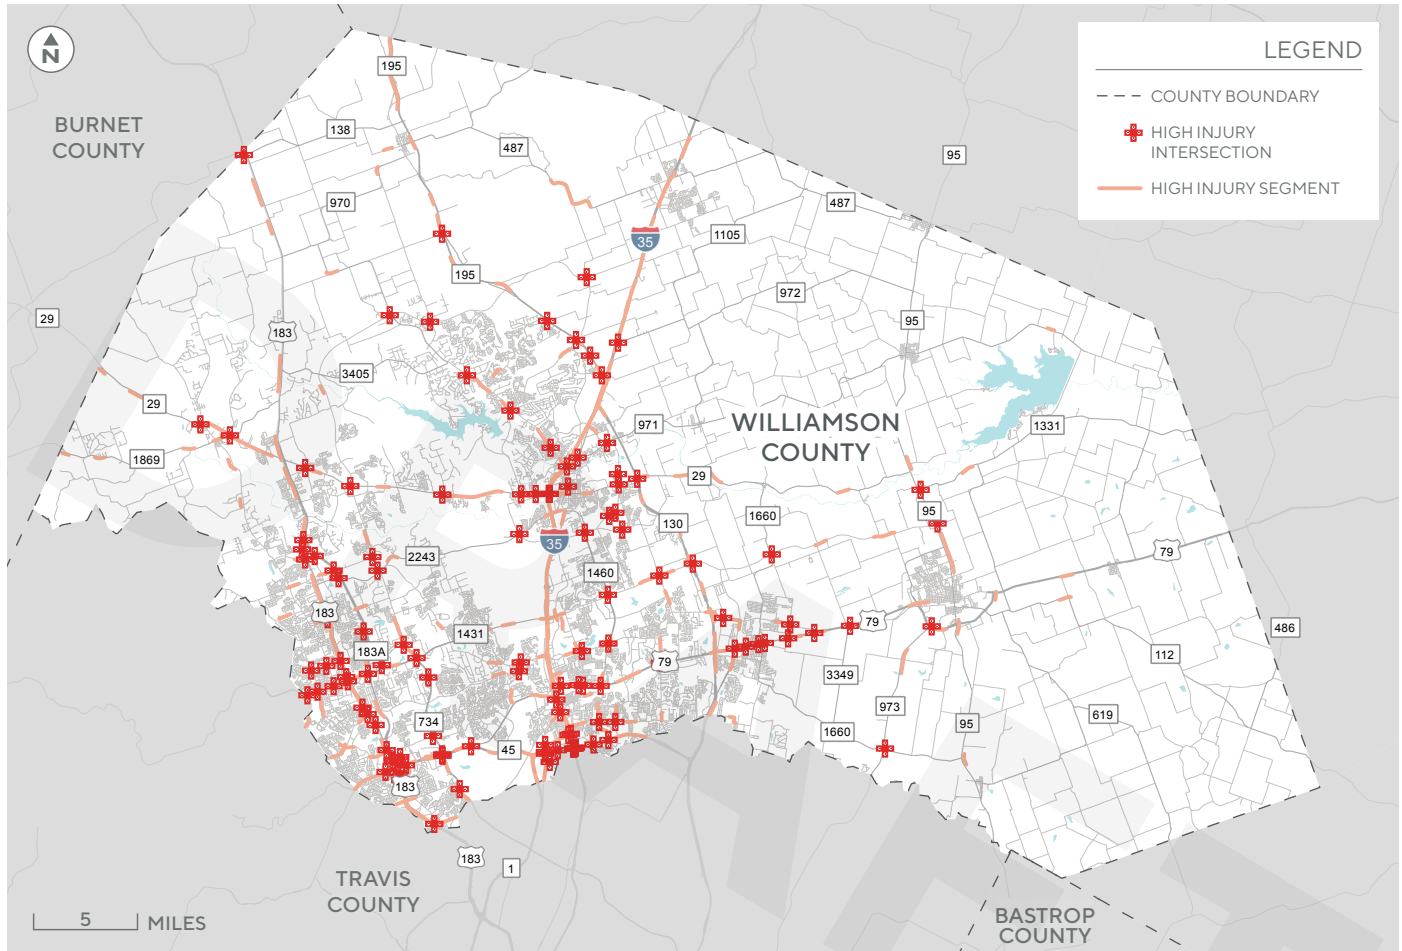 N
LEGEND
COUNTY BOUNDARY
HIGH INJURY
INTERSECTION
HIGH INJURY SEGMENT
195
BURNET
COUNTY
138
487
95
970
487
1105
35
195
972
29
183
95
3405
29
971
WILLIAMSON
COUNTY
1331
1869
29
1660
95
130
35
2243
79
1460
183
79
1431
486
183A
79
112
3349
973
619
734
1660
95
45
183
183
1
TRAVIS
COUNTY
BASTROP
COUNTY
5
MILES